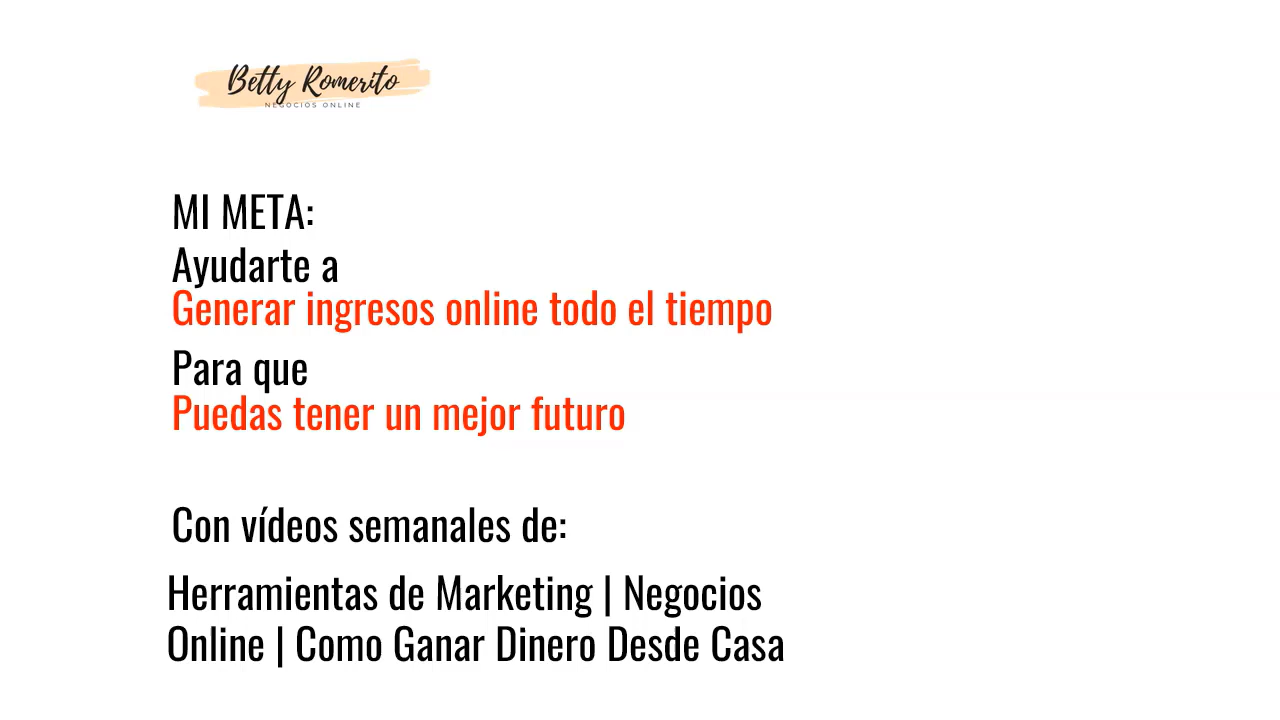 Betty Romerito
NEGOCIOS ONLINE
MI META:
Ayudarte a
Generar ingresos online todo el tiempo
Para que
Puedas tener un mejor futuro
Con vídeos semanales de:
Herramientas de Marketing | Negocios
Online | Como Ganar Dinero Desde Casa